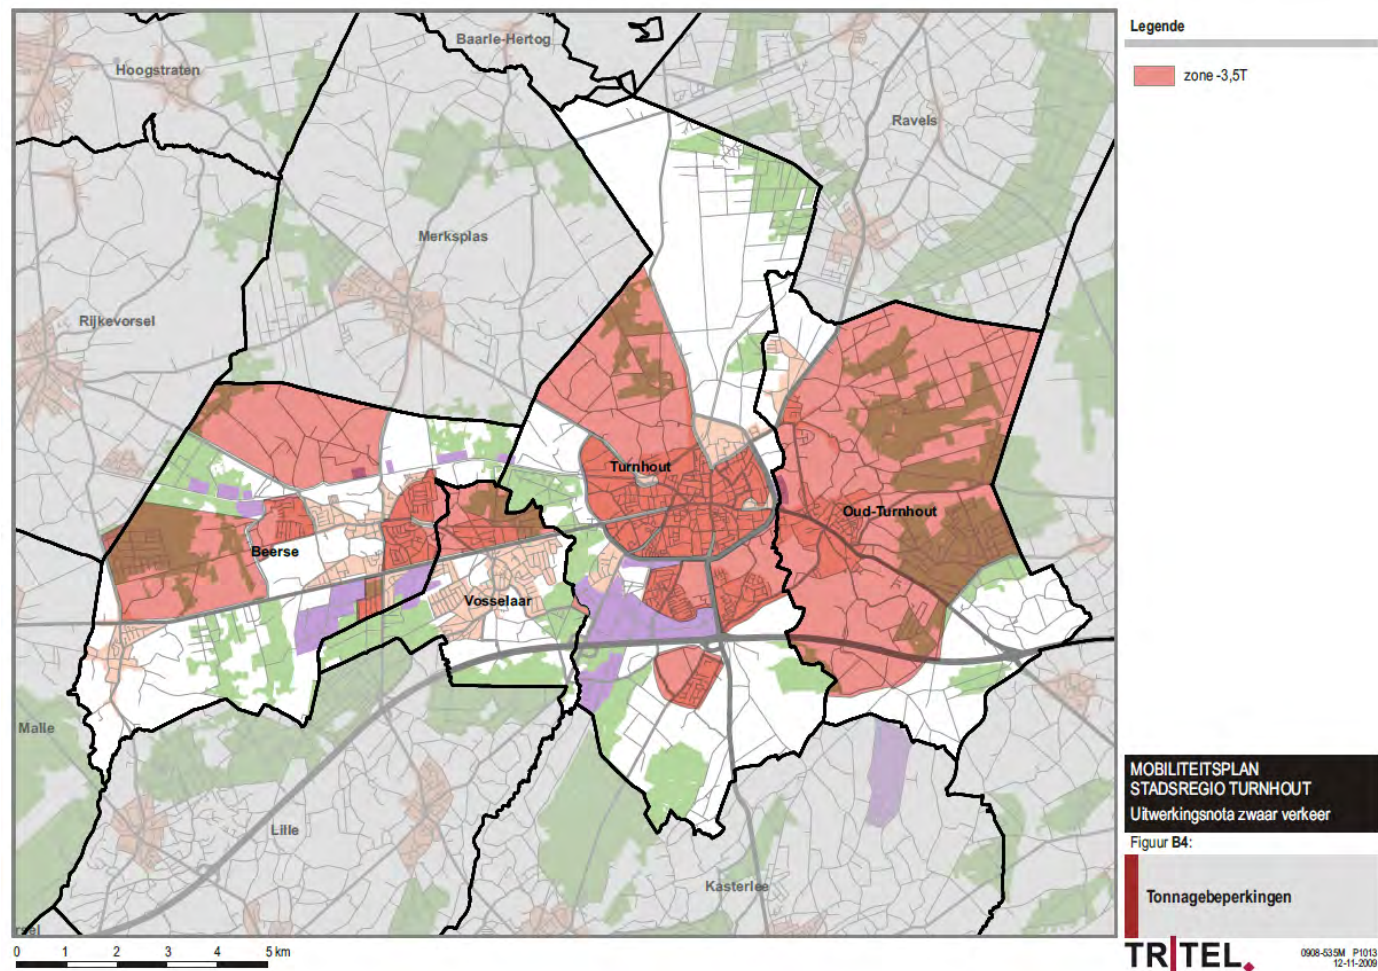 Baarle-Hertog
Hoogstraten
Ravels
Merksplas
Rijkevorsel
Turnhout
Oud-Turnhout
Beerse
Vosselaar
Malle
Lille
Kasterlee
0 1 2 3 4 5 km
Legende
zone -3,5T
MOBILITEITSPLAN
STADSREGIO TURNHOUT
Uitwerkingsnota zwaar verkeer
Figuur B4:
Tonnagebeperkingen
TRITEL
0908-535M P1013
12-11-2009